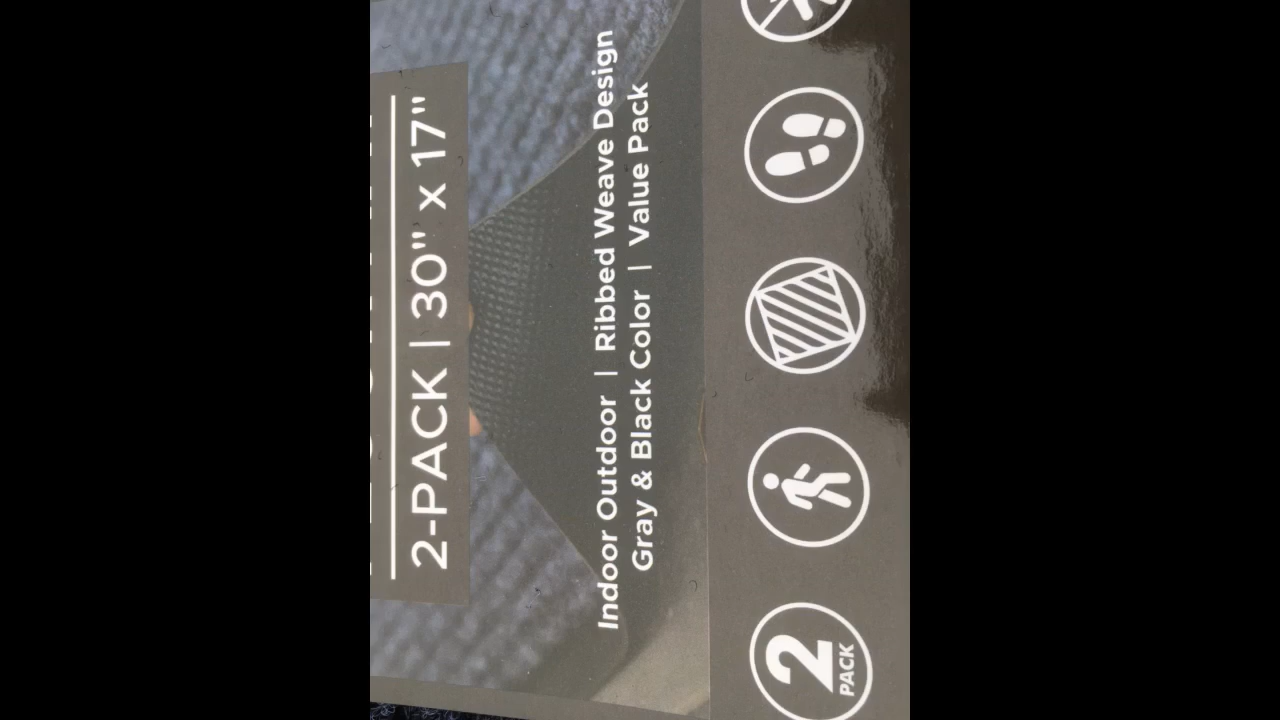 2-PACK | 30" x 17"
Indoor Outdoor | Ribbed Weave Design
Gray & Black Color | Value Pack
2
PACK